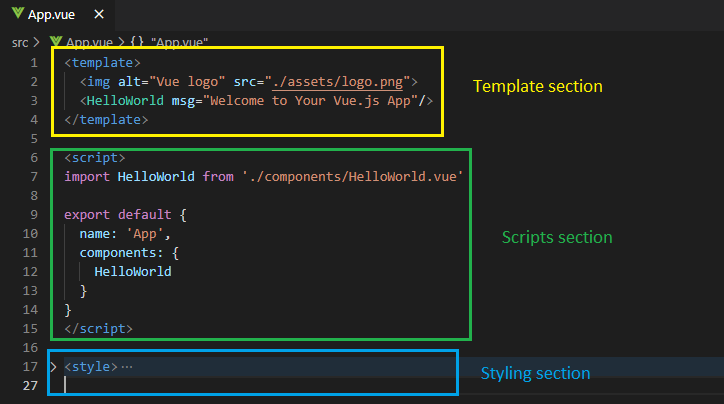 App.vue ×
src > App.vue > {} "App.vue"
1 <template>
2 <img alt="Vue logo" src="./assets/logo.png">
3 <HelloWorld msg="Welcome to Your Vue.js App"/>
4 </template>
Template section
5
6 <script>
7 import HelloWorld from './components/HelloWorld.vue'
8
9 export default {
10 name: 'App',
Scripts section
11 components: {
12 HelloWorld
13 }
14 }
15 </script>
16
17 > <style>...
Styling section
27